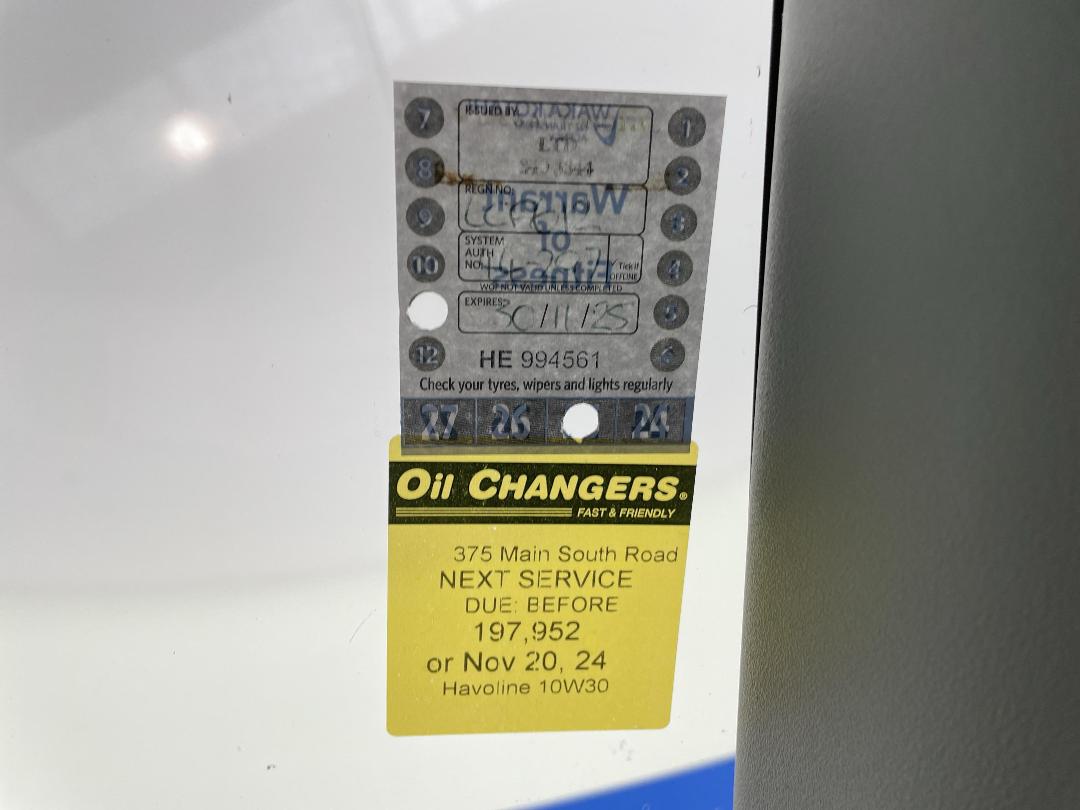 7
1
ISSUED BY
LTD
8
2
REGN NO:
9
3
SYSTEM
AUTH
NO:
Tick if
OFFLINE
10
4
WOF NOT VALID UNLESS COMPLETED
EXPIRES:
30/11/25
5
12
6
HE 994561
Check your tyres, wipers and lights regularly
27 26 24
Warrant
of
Fitness
Oil CHANGERS®
FAST & FRIENDLY
375 Main South Road
NEXT SERVICE
DUE: BEFORE
197,952
or Nov 20, 24
Havoline 10W30